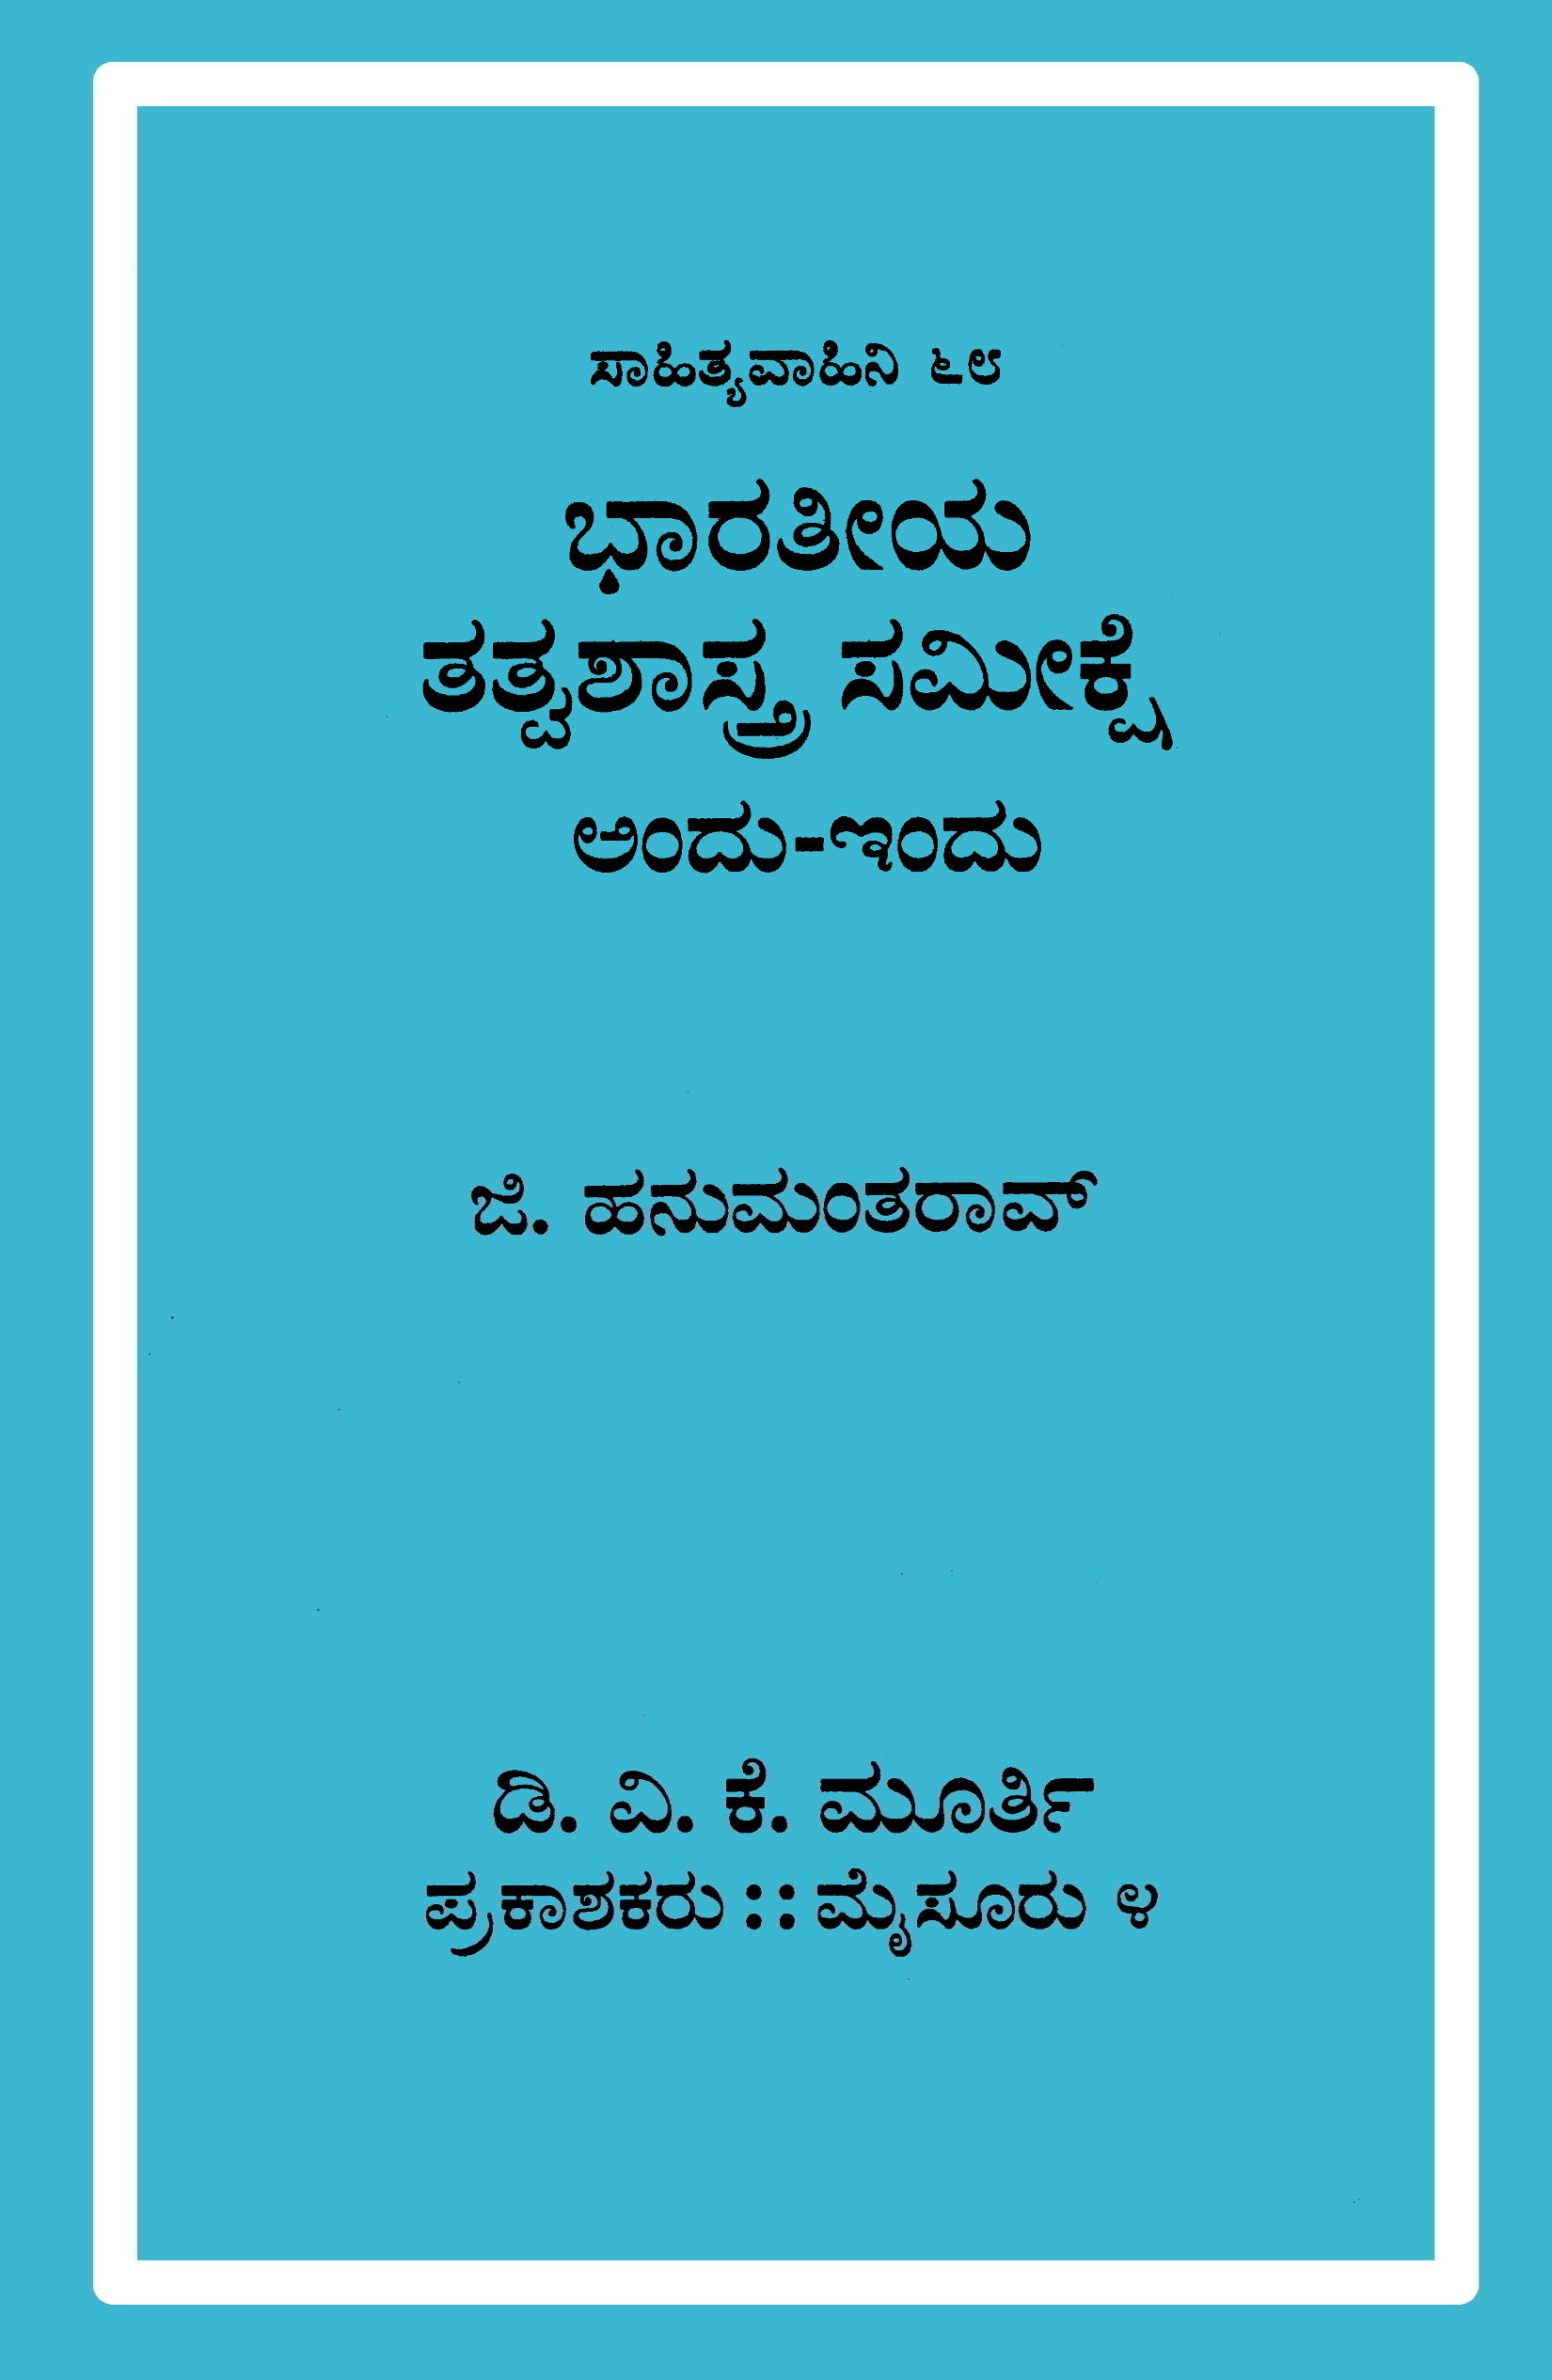 ಸಾಹಿತ್ಯವಾಹಿನಿ ೬೮
ಭಾರತೀಯ
ತತ್ವಶಾಸ್ತ್ರ ಸಮೀಕ್ಷೆ
ಅಂದು-ಇಂದು
ಜಿ. ಹನುಮಂತರಾವ್
ಡಿ. ವಿ. ಕೆ. ಮೂರ್ತಿ
ಪ್ರಕಾಶಕರು :: ಮೈಸೂರು ೪